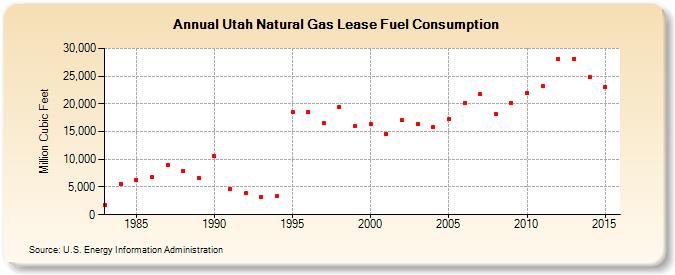 Annual Utah Natural Gas Lease Fuel Consumption
Million Cubic Feet
30,000
25,000
20,000
15,000
10,000
5,000
0
1985 1990 1995 2000 2005 2010 2015
Source: U.S. Energy Information Administration